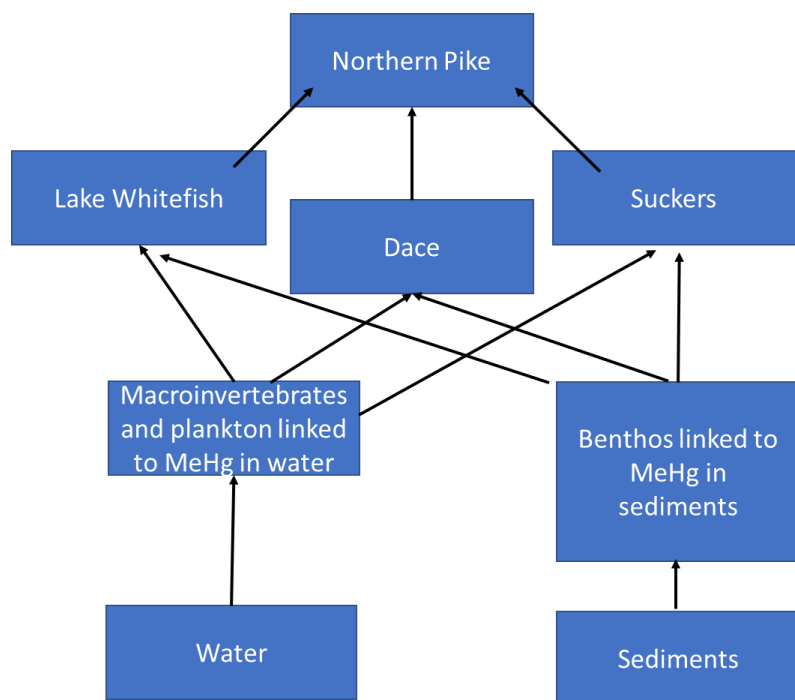 Northern Pike
Lake Whitefish
Dace
Suckers
Macroinvertebrates
and plankton linked
to MeHg in water
Benthos linked to
MeHg in
sediments
Water
Sediments